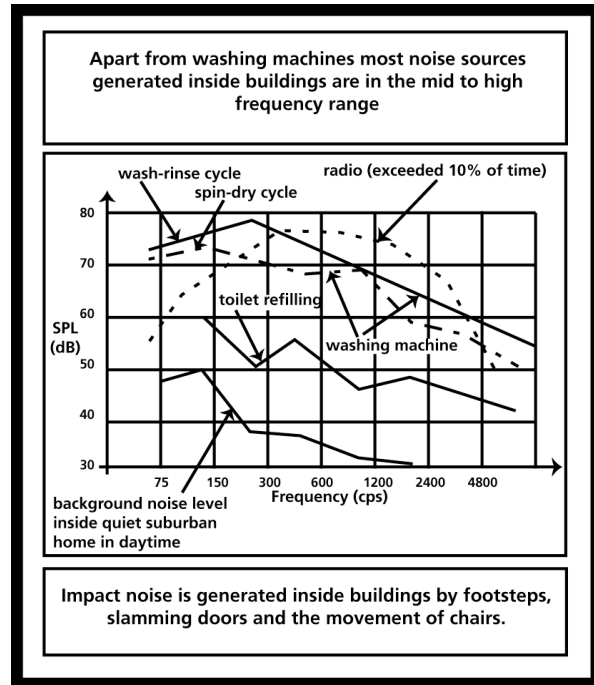 Apart from washing machines most noise sources
generated inside buildings are in the mid to high
frequency range
wash-rinse cycle
radio (exceeded 10% of time)
spin-dry cycle
80
70
toilet refilling
60
SPL
(dB)
washing machine
50
40
30
75 150 300 600 1200 2400 4800
Frequency (cps)
background noise level
inside quiet suburban
home in daytime
Impact noise is generated inside buildings by footsteps,
slamming doors and the movement of chairs.